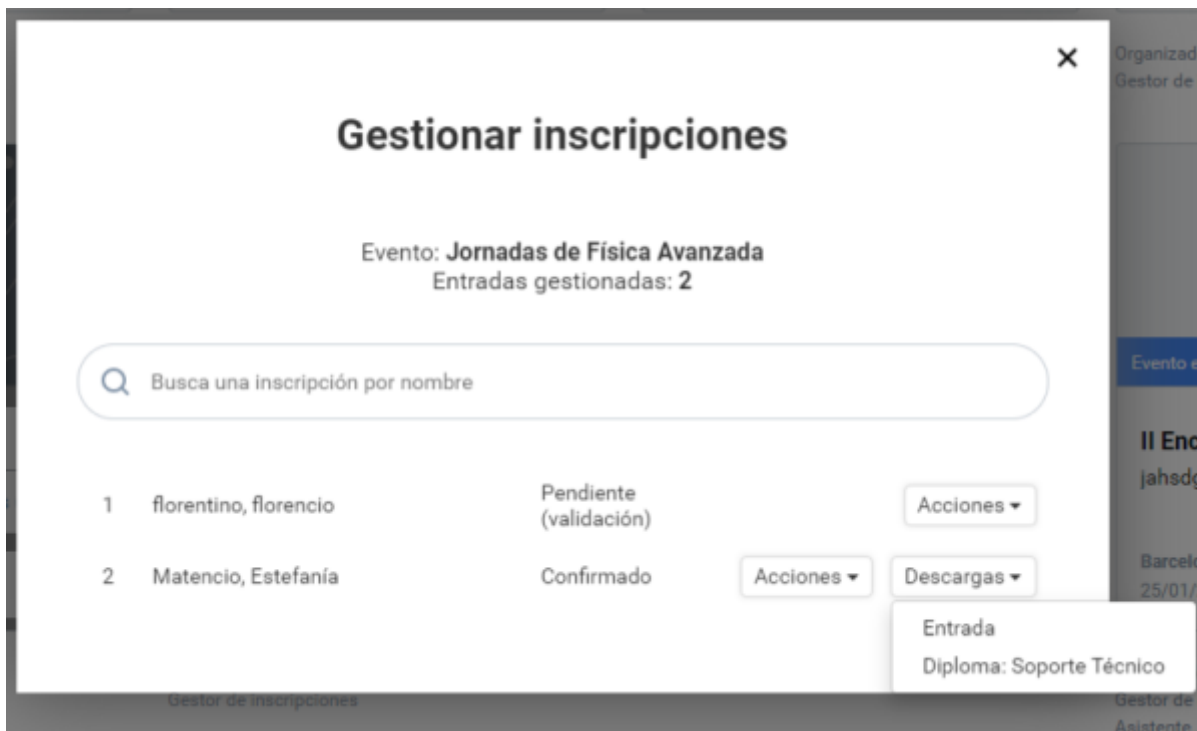 Organizad
Gestor de
Gestionar inscripciones
Evento: Jornadas de Física Avanzada
Entradas gestionadas: 2
Busca una inscripción por nombre
Evento e
II Enc
jahsdg
1 florentino, florencio Pendiente (validación) Acciones
2 Matencio, Estefanía Confirmado Acciones Descargas
Barcelo
25/01/
Entrada
Diploma: Soporte Técnico
Gestor de inscripciones
Gestor de
Asistente